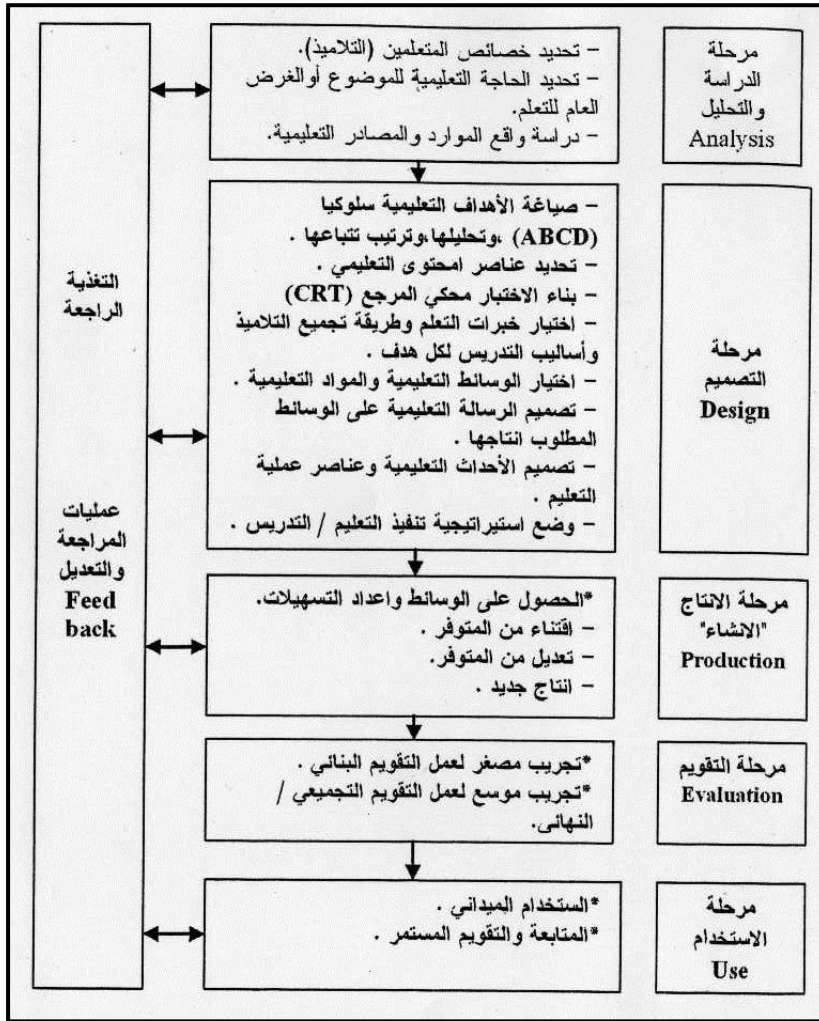 مرحلة
الدراسة
والتحليل
Analysis
– تحديد خصائص المتعلمين (التلاميذ).
– تحديد الحاجة التعليمية للموضوع أوالغرض
العام للتعلم.
– دراسة واقع الموارد والمصادر التعليمية.
مرحلة
التصميم
Design
– صياغة الأهداف التعليمية سلوكيا
(ABCD) ،وتحليلها،وترتيب تتباعها .
– تحديد عناصر امحتوى التعليمي .
– بناء الاختبار محكي المرجع (CRT)
– اختيار خبرات التعلم وطريقة تجميع التلاميذ
وأساليب التدريس لكل هدف .
– اختيار الوسائط التعليمية والمواد التعليمية .
– تصميم الرسالة التعليمية على الوسائط
المطلوب انتاجها .
– تصميم الأحداث التعليمية وعناصر عملية
التعليم .
– وضع استيراتيجية تنفيذ التعليم / التدريس .
مرحلة الانتاج
"الانشاء"
Production
*الحصول على الوسائط واعداد التسهيلات.
– اقتناء من المتوفر .
– تعديل من المتوفر.
– انتاج جديد .
مرحلة التقويم
Evaluation
*تجريب مصغر لعمل التقويم البنائي .
*تجريب موسع لعمل التقويم التجميعي /
النهائى.
مرحلة
الاستخدام
Use
*الستخدام الميداني .
*المتابعة والتقويم المستمر .
التغذية
الراجعة
عمليات
المراجعة
والتعديل
Feed
back